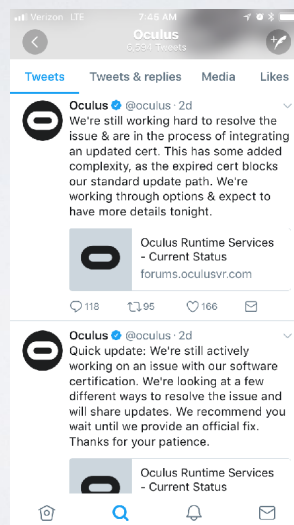 Verizon LTE 7:45 AM
Oculus
6,594 Tweets
Tweets Tweets & replies Media Likes
Oculus @oculus · 2d
We're still working hard to resolve the
issue & are in the process of integrating
an updated cert. This has some added
complexity, as the expired cert blocks
our standard update path. We're
working through options & expect to
have more details tonight.
Oculus Runtime Services
- Current Status
forums.oculusvr.com
118 95 166
Oculus @oculus · 2d
Quick update: We're still actively
working on an issue with our software
certification. We're looking at a few
different ways to resolve the issue and
will share updates. We recommend you
wait until we provide an official fix.
Thanks for your patience.
Oculus Runtime Services
- Current Status